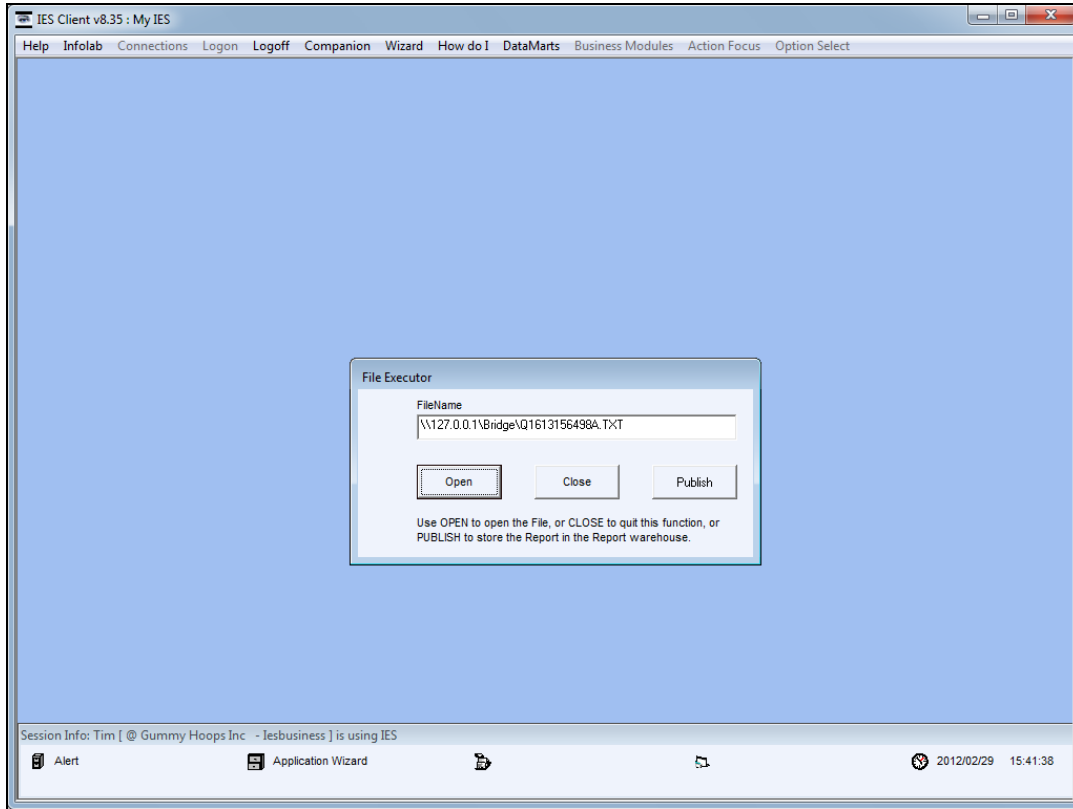 IES Client v8.35 : My IES
Help Infolab Connections Logon Logoff Companion Wizard How do I DataMarts Business Modules Action Focus Option Select
File Executor
FileName
\\127.0.0.1\Bridge\Q1613156498A.TXT
Open Close Publish
Use OPEN to open the File, or CLOSE to quit this function, or
PUBLISH to store the Report in the Report warehouse.
Session Info: Tim [ @ Gummy Hoops Inc - Iesbusiness ] is using IES
Alert Application Wizard 2012/02/29 15:41:38